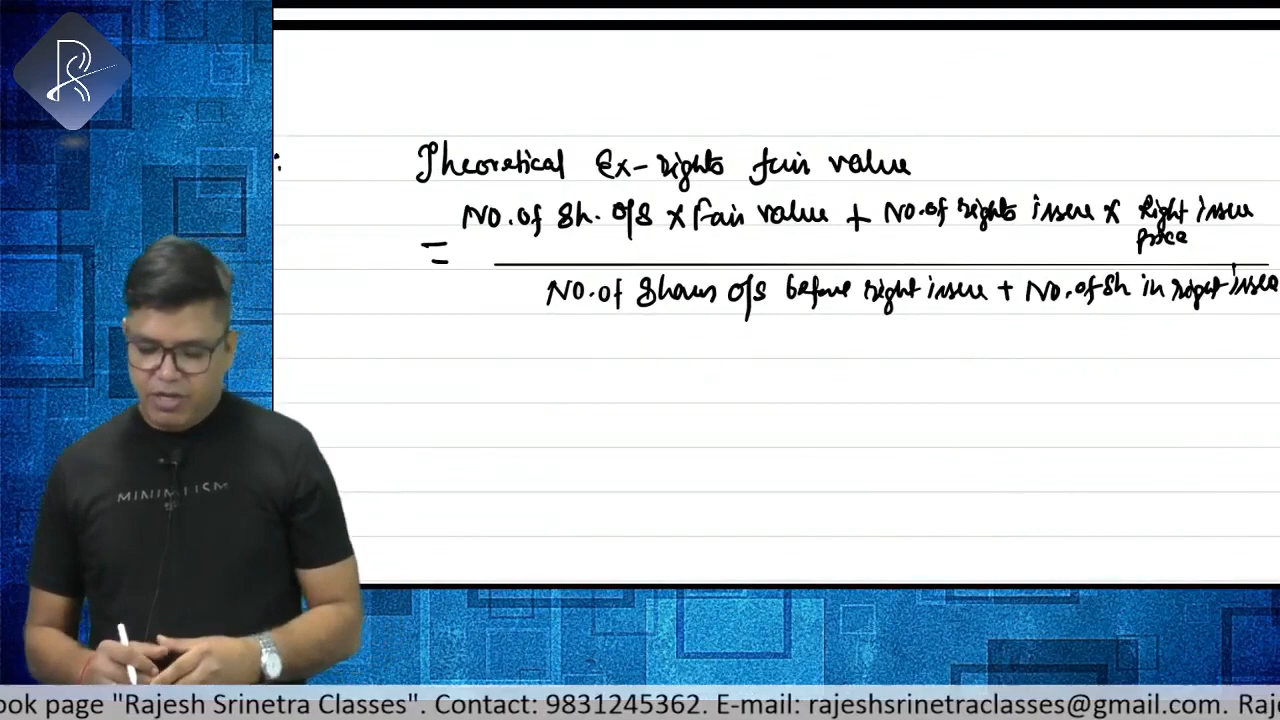 RS
: Theoretical Ex-rights fair value
= No. of Sh. o/s x Fair value + No. of rights issue x Right issue
price
No. of Shares o/s before right issue + No. of Sh in right issue
MINIM
ook page "Rajesh Srinetra Classes". Contact: 9831245362. E-mail: rajeshsrinetraclasses@gmail.com. Raj